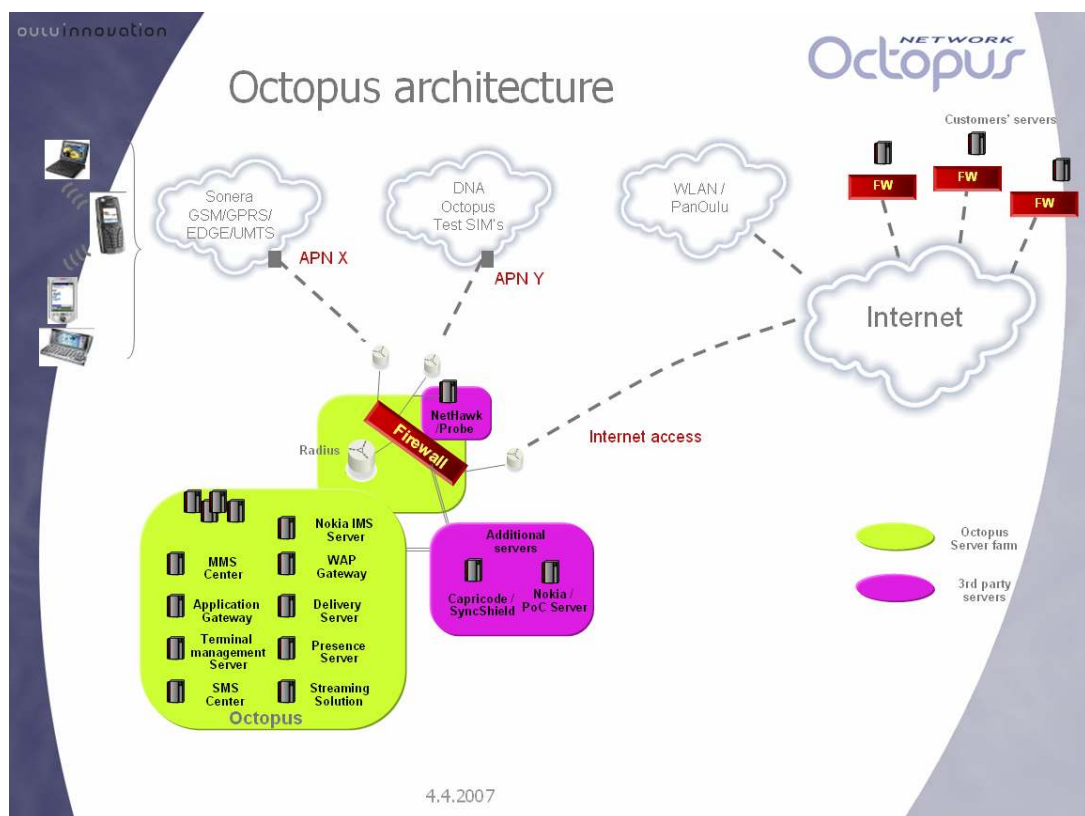 ouluinnovation
NETWORK
Octopus
Octopus architecture
Customers' servers
FW
FW
FW
Sonera
GSM/GPRS/
EDGE/UMTS
DNA
Octopus
Test SIM's
WLAN /
PanOulu
APN X
APN Y
Internet
NetHawk
/Probe
Firewall
Radius
Internet access
Nokia IMS
Server
MMS
Center
WAP
Gateway
Application
Gateway
Delivery
Server
Terminal
management
Server
Presence
Server
SMS
Center
Streaming
Solution
Octopus
Additional
servers
Capricode /
SyncShield
Nokia /
PoC Server
Octopus
Server farm
3rd party
servers
4.4.2007